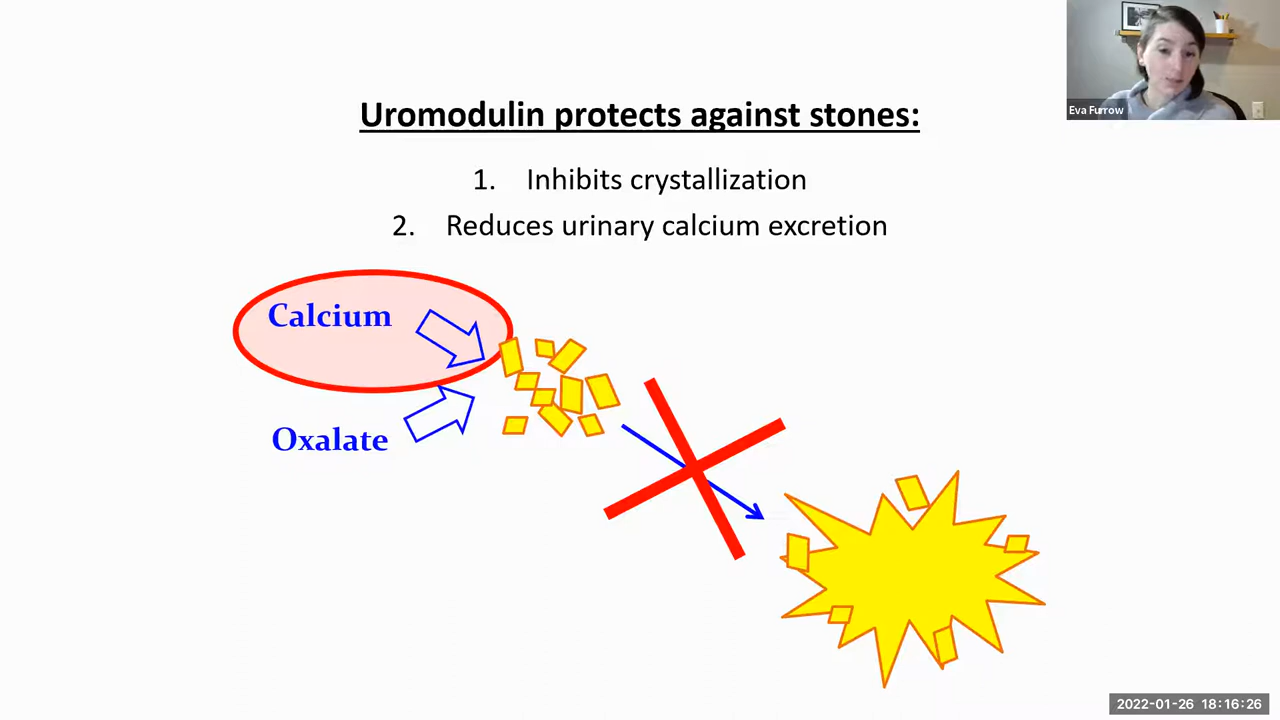 Eva Furrow
Uromodulin protects against stones:
1. Inhibits crystallization
2. Reduces urinary calcium excretion
Calcium
Oxalate
2022-01-26 18:16:26